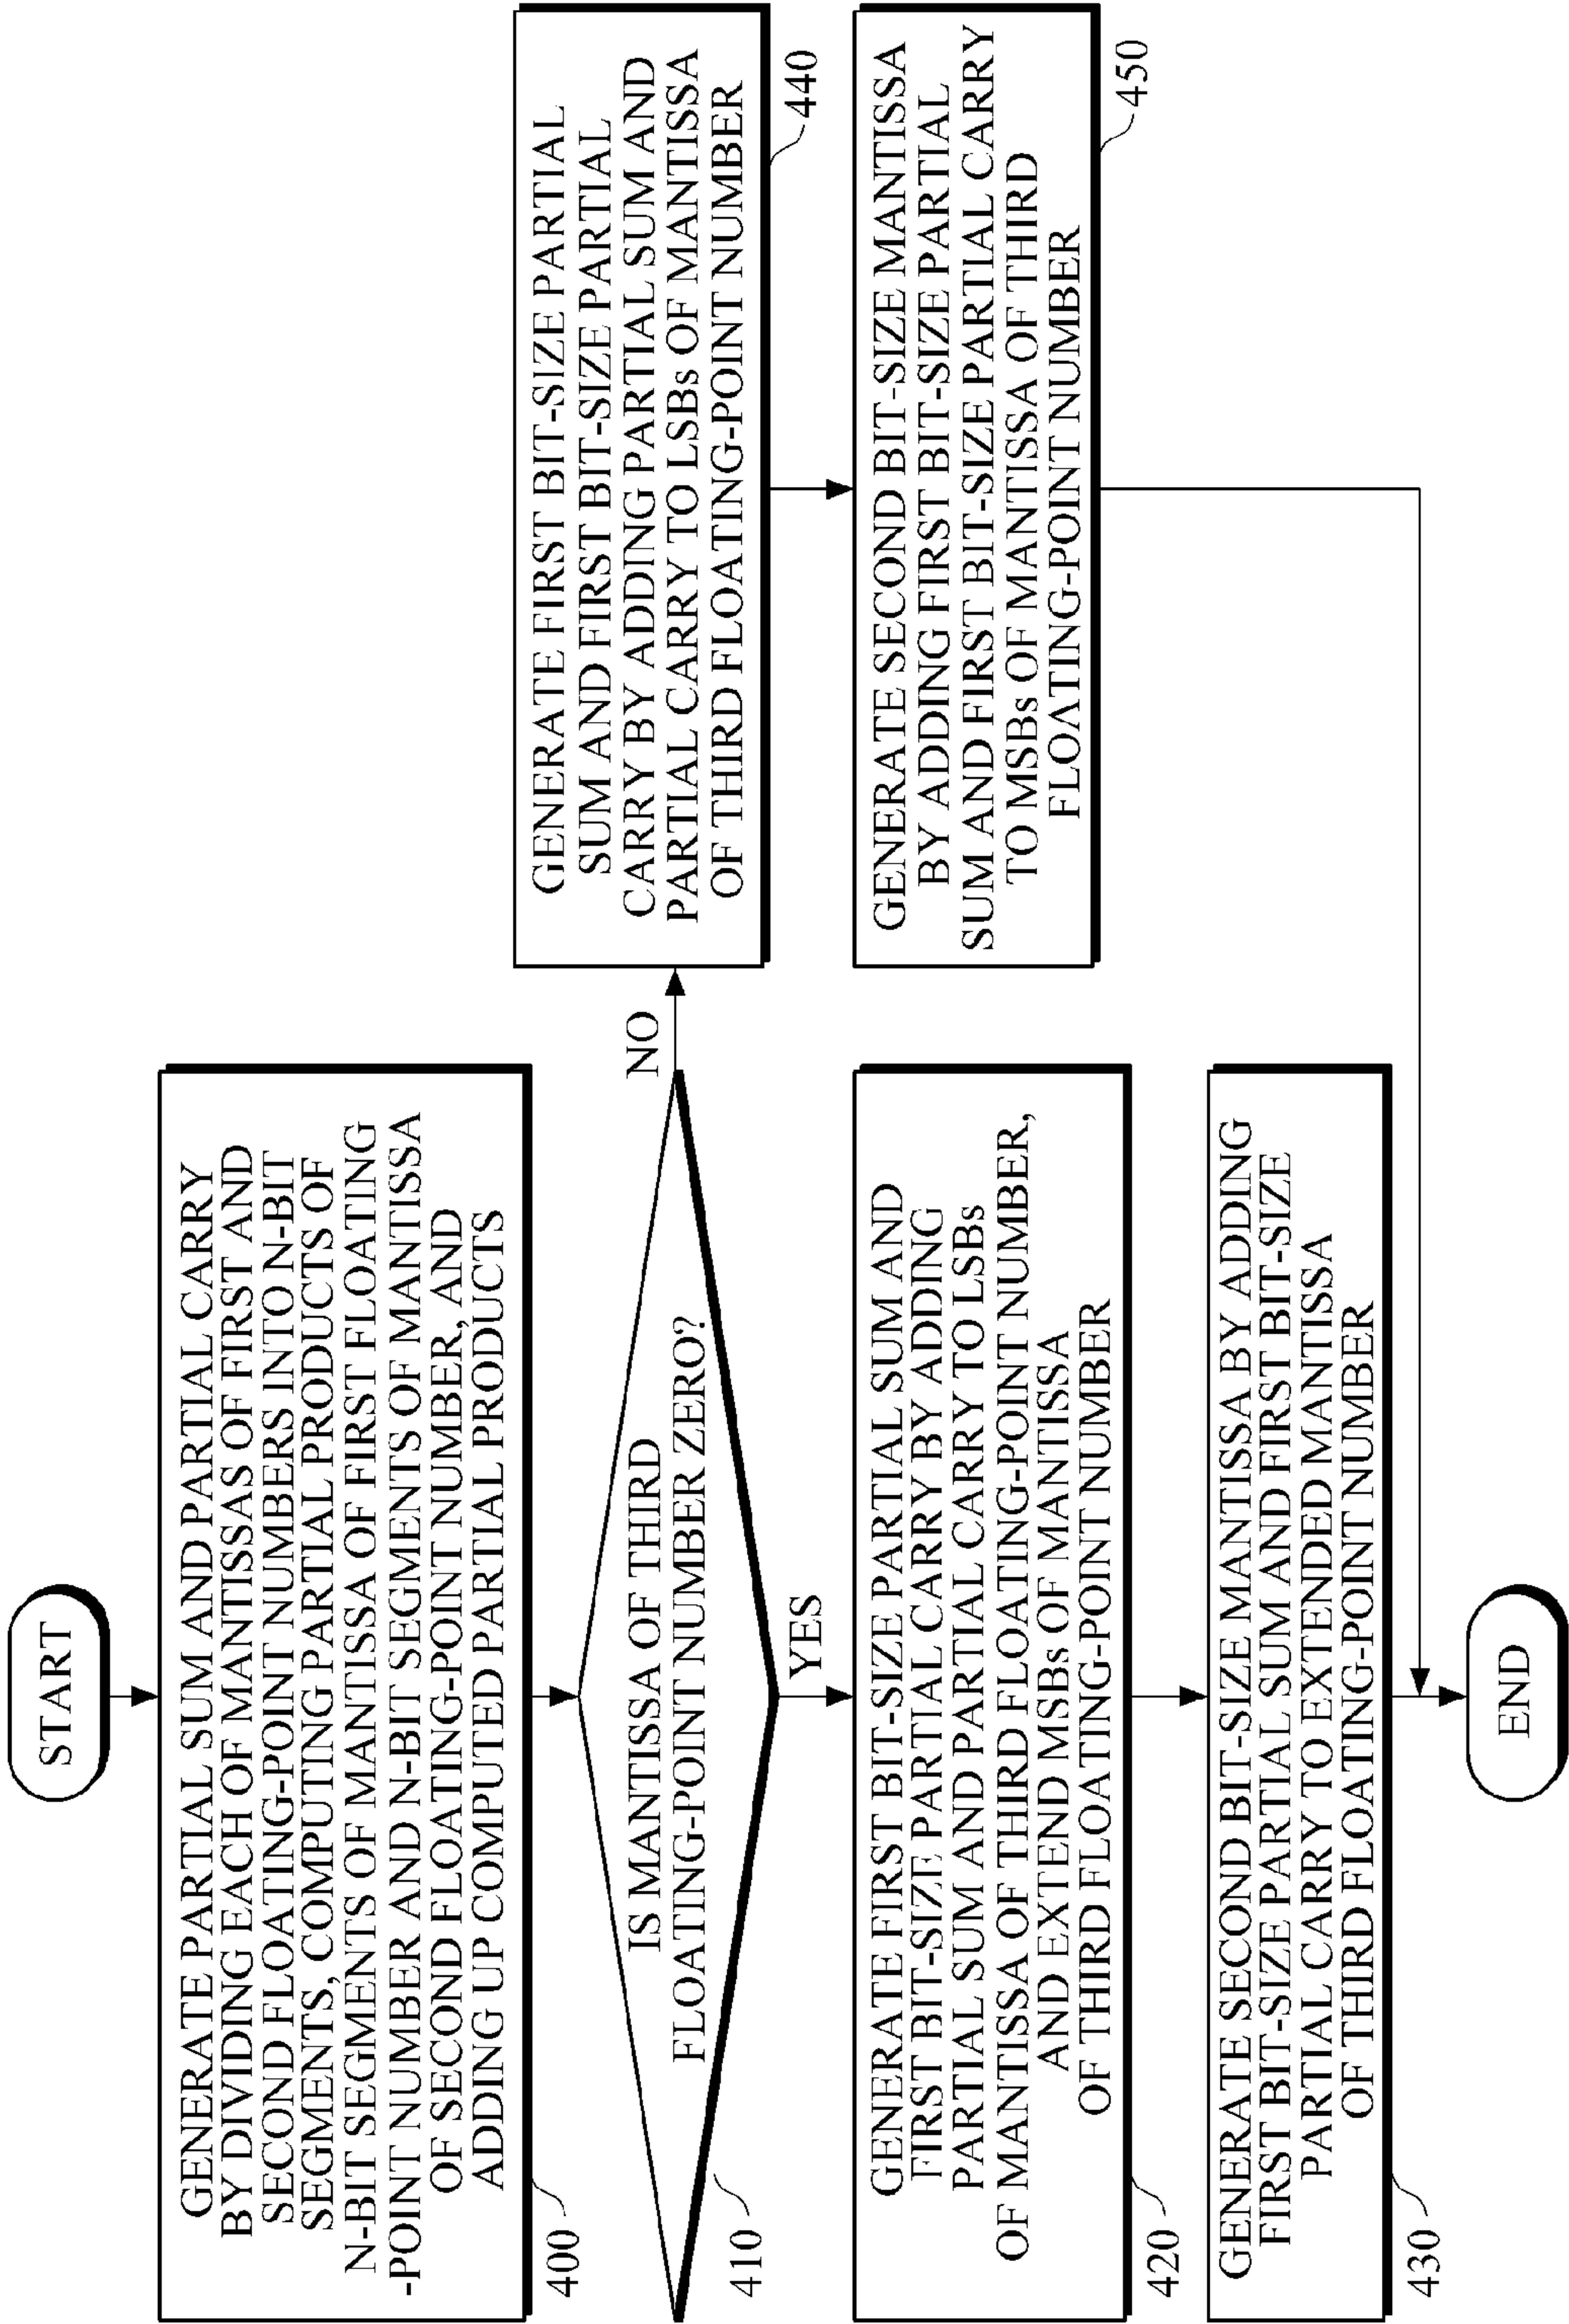 START
GENERATE PARTIAL SUM AND PARTIAL CARRY
BY DIVIDING EACH OF MANTISSAS OF FIRST AND
SECOND FLOATING-POINT NUMBERS INTO N-BIT
SEGMENTS, COMPUTING PARTIAL PRODUCTS OF
N-BIT SEGMENTS OF MANTISSA OF FIRST FLOATING
-POINT NUMBER AND N-BIT SEGMENTS OF MANTISSA
OF SECOND FLOATING-POINT NUMBER, AND
ADDING UP COMPUTED PARTIAL PRODUCTS
400
IS MANTISSA OF THIRD
FLOATING-POINT NUMBER ZERO?
410
NO
YES
GENERATE FIRST BIT-SIZE PARTIAL SUM AND
FIRST BIT-SIZE PARTIAL CARRY BY ADDING
PARTIAL SUM AND PARTIAL CARRY TO LSBs
OF MANTISSA OF THIRD FLOATING-POINT NUMBER,
AND EXTEND MSBs OF MANTISSA
OF THIRD FLOATING-POINT NUMBER
420
GENERATE SECOND BIT-SIZE MANTISSA BY ADDING
FIRST BIT-SIZE PARTIAL SUM AND FIRST BIT-SIZE
PARTIAL CARRY TO EXTENDED MANTISSA
OF THIRD FLOATING-POINT NUMBER
430
GENERATE FIRST BIT-SIZE PARTIAL
SUM AND FIRST BIT-SIZE PARTIAL
CARRY BY ADDING PARTIAL SUM AND
PARTIAL CARRY TO LSBs OF MANTISSA
OF THIRD FLOATING-POINT NUMBER
440
GENERATE SECOND BIT-SIZE MANTISSA
BY ADDING FIRST BIT-SIZE PARTIAL
SUM AND FIRST BIT-SIZE PARTIAL CARRY
TO MSBs OF MANTISSA OF THIRD
FLOATING-POINT NUMBER
450
END